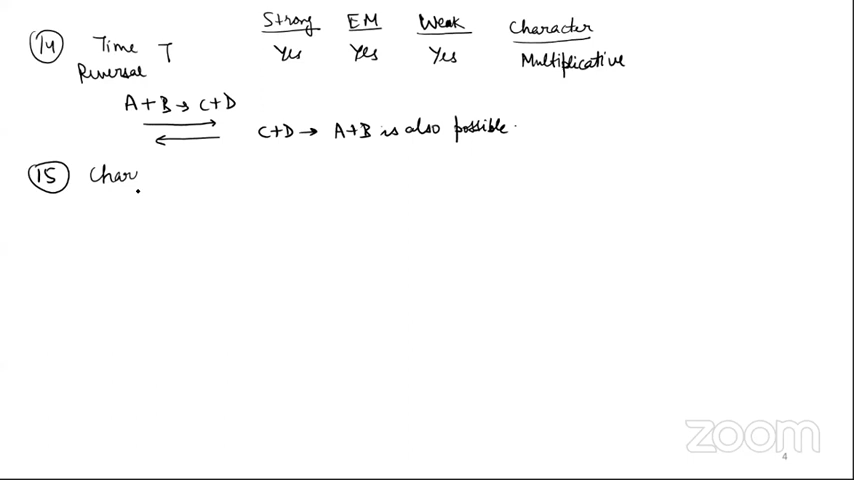 Strong EM Weak Character
14 Time Reversal T Yes Yes Yes Multiplicative
A + B → C + D
C + D → A + B is also possible.
15 Char
zoom
4